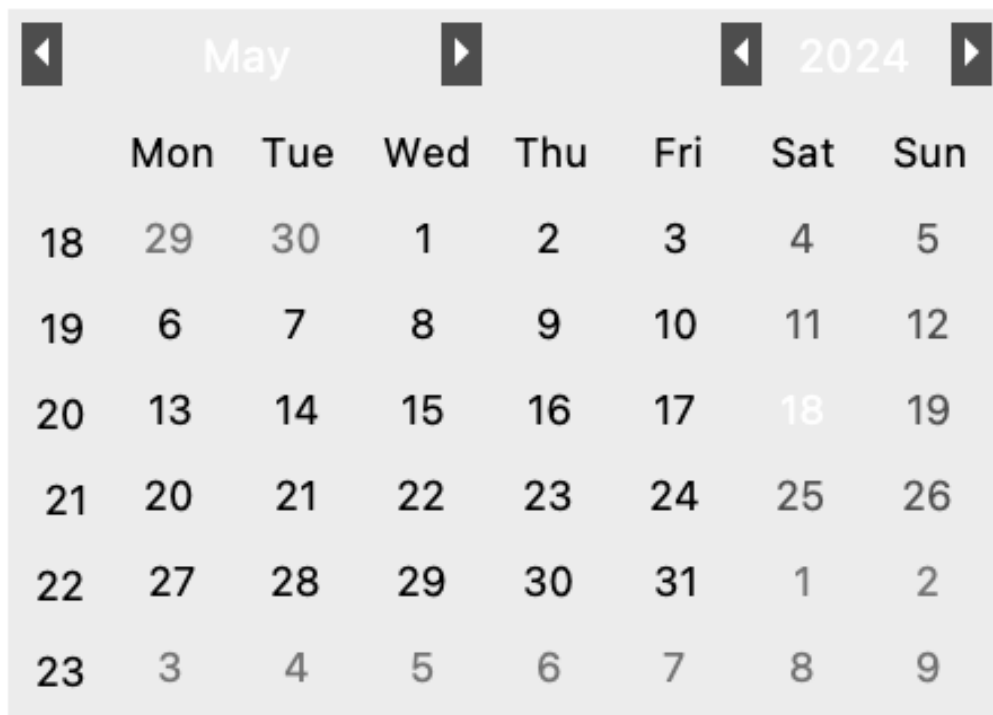 May 2024
Mon Tue Wed Thu Fri Sat Sun
18 29 30 1 2 3 4 5
19 6 7 8 9 10 11 12
20 13 14 15 16 17 18 19
21 20 21 22 23 24 25 26
22 27 28 29 30 31 1 2
23 3 4 5 6 7 8 9